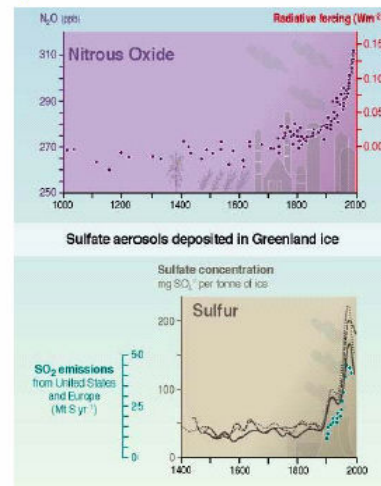 N₂O (ppb)
Radiative forcing (Wm⁻²)
Nitrous Oxide
310
290
270
250
0.15
0.10
0.05
0.00
1000 1200 1400 1600 1800 2000
Sulfate aerosols deposited in Greenland ice
Sulfate concentration
mg SO₄²⁻ per tonne of ice
Sulfur
200
100
0
SO₂ emissions
from United States
and Europe
(Mt S yr⁻¹)
50
25
0
1400 1600 1800 2000